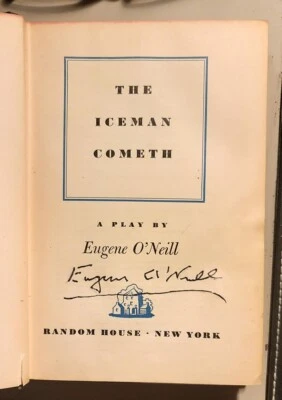 THE
ICEMAN
COMETH
A PLAY BY
Eugene O'Neill
Eugene O'Neill
RANDOM HOUSE · NEW YORK